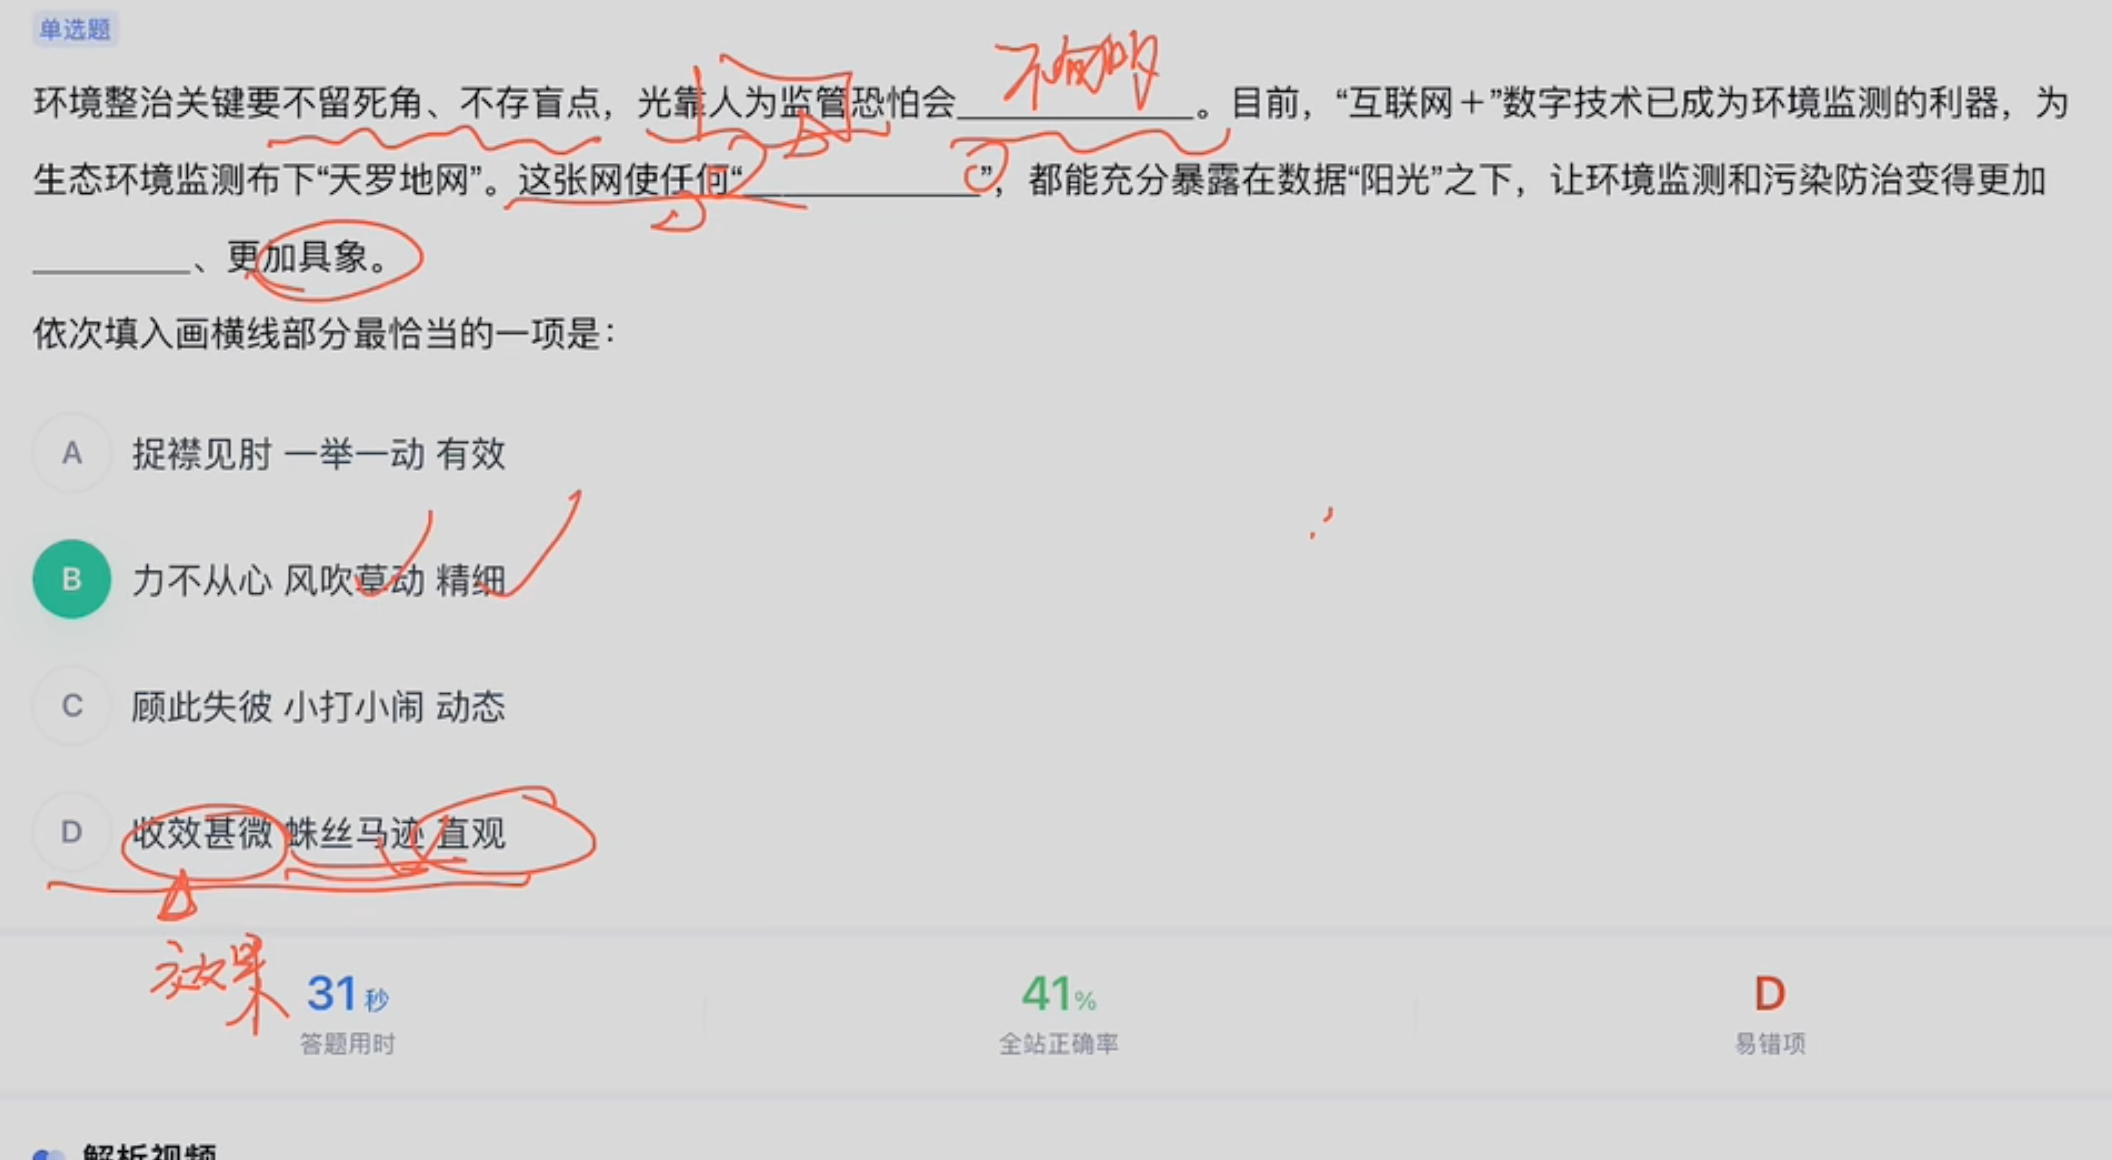 单选题
环境整治关键要不留死角、不存盲点，光靠人为监管恐怕会____________。目前，“互联网＋”数字技术已成为环境监测的利器，为
生态环境监测布下“天罗地网”。这张网使任何“____________”，都能充分暴露在数据“阳光”之下，让环境监测和污染防治变得更加
________、更加具象。
依次填入画横线部分最恰当的一项是：
A 捉襟见肘 一举一动 有效
B 力不从心 风吹草动 精细
C 顾此失彼 小打小闹 动态
D 收效甚微 蛛丝马迹 直观
效果
31秒
答题用时
41%
全站正确率
D
易错项
解析视频